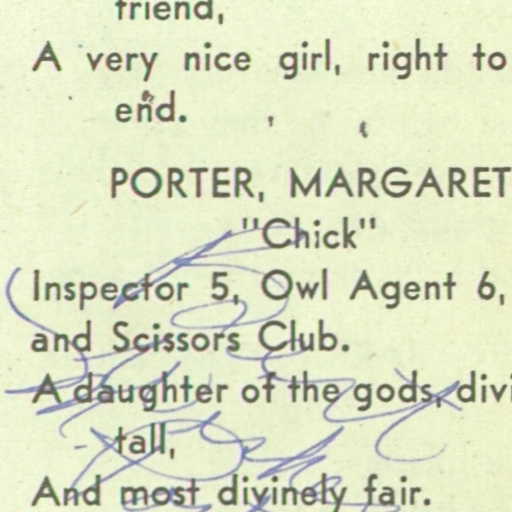 friend,
A very nice girl, right to
end.
PORTER, MARGARET
"Chick"
Inspector 5, Owl Agent 6,
and Scissors Club.
A daughter of the gods,
tall,
And most divinely fair.